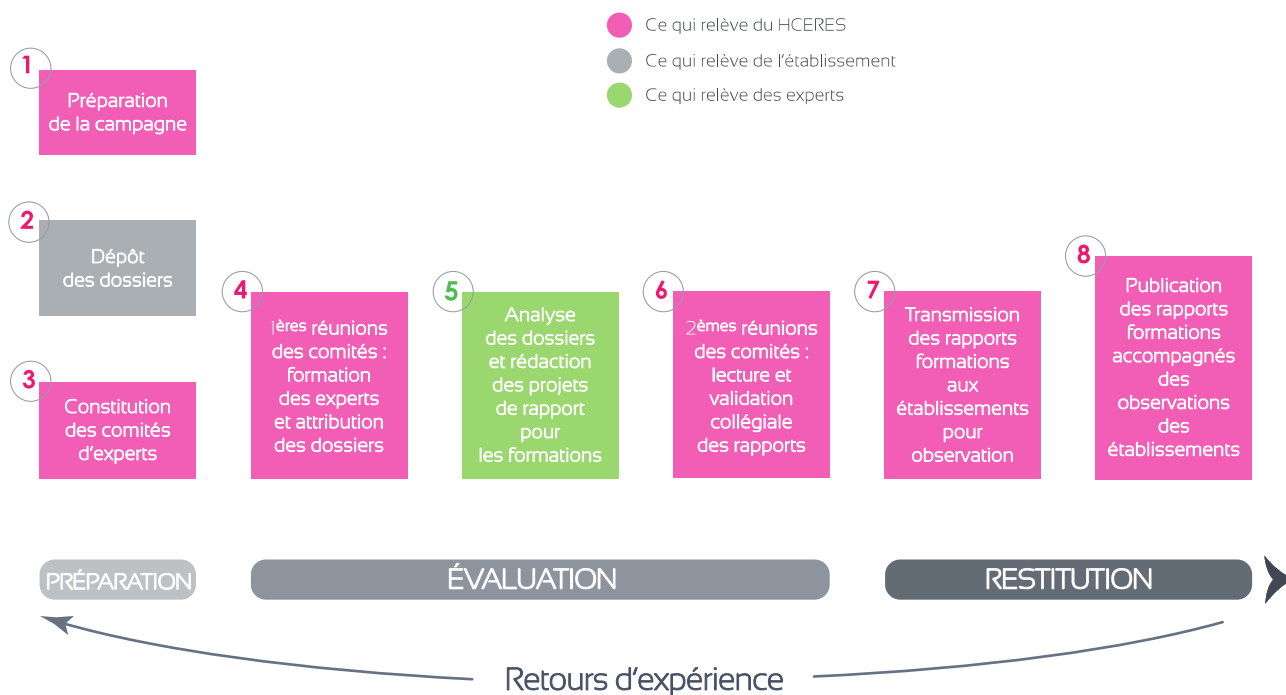 Ce qui relève du HCERES
Ce qui relève de l'établissement
Ce qui relève des experts
1
Préparation
de la campagne
2
Dépôt
des dossiers
3
Constitution
des comités
d'experts
4
1ères réunions
des comités :
formation
des experts
et attribution
des dossiers
5
Analyse
des dossiers
et rédaction
des projets
de rapport
pour
les formations
6
2èmes réunions
des comités :
lecture et
validation
collégiale
des rapports
7
Transmission
des rapports
formations
aux
établissements
pour
observation
8
Publication
des rapports
formations
accompagnés
des
observations
des
établissements
PRÉPARATION
ÉVALUATION
RESTITUTION
Retours d'expérience